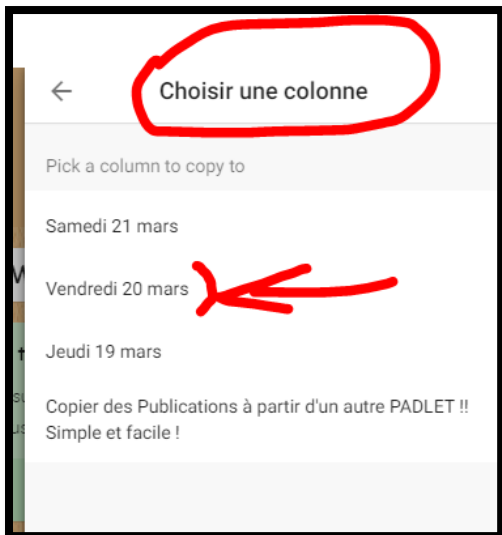 Choisir une colonne
Pick a column to copy to
Samedi 21 mars
Vendredi 20 mars
Jeudi 19 mars
Copier des Publications à partir d'un autre PADLET !!
Simple et facile !